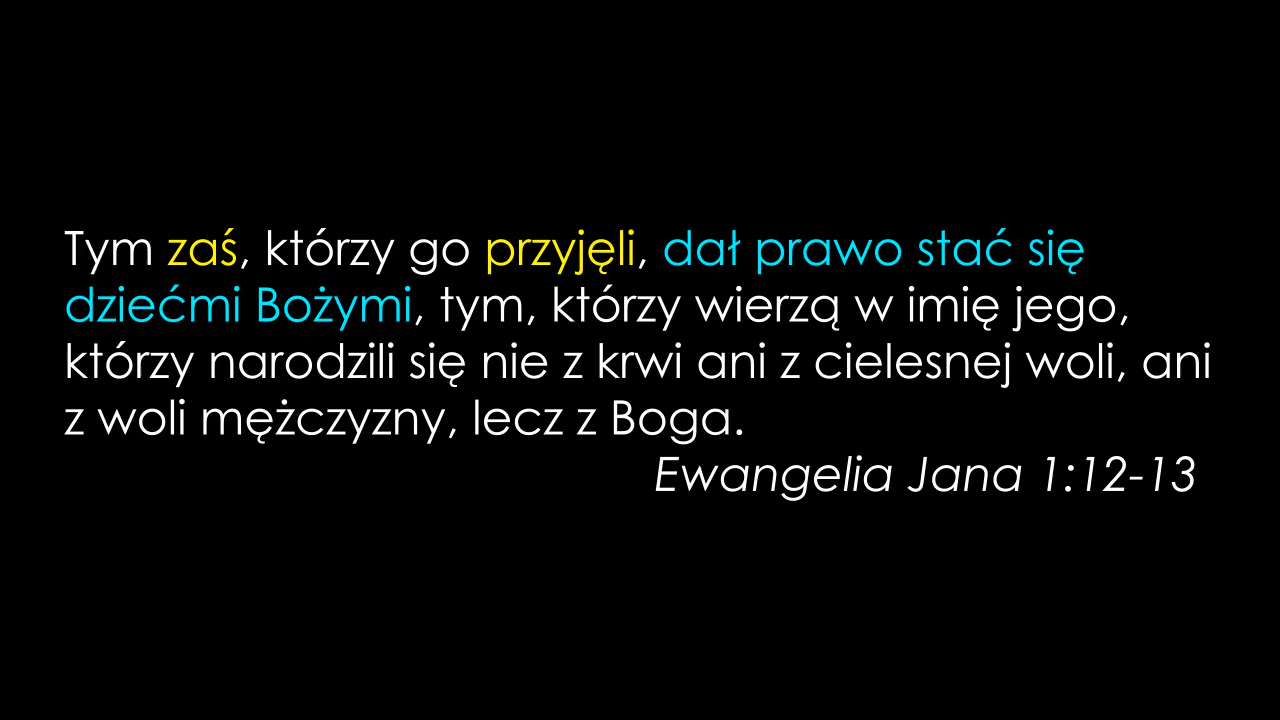 Tym zaś, którzy go przyjęli, dał prawo stać się
dziećmi Bożymi, tym, którzy wierzą w imię jego,
którzy narodzili się nie z krwi ani z cielesnej woli, ani
z woli mężczyzny, lecz z Boga.
Ewangelia Jana 1:12-13